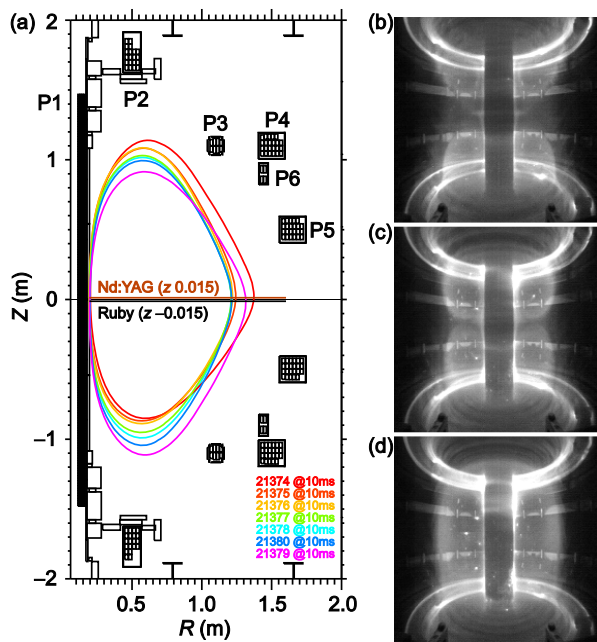 (a)
2
1
0
−1
−2
Z (m)
0.5
1.0
1.5
2.0
R (m)
P1
P2
P3
P4
P6
P5
Nd:YAG (z 0.015)
Ruby (z −0.015)
21374 @10ms
21375 @10ms
21376 @10ms
21377 @10ms
21378 @10ms
21380 @10ms
21379 @10ms
(b)
(c)
(d)